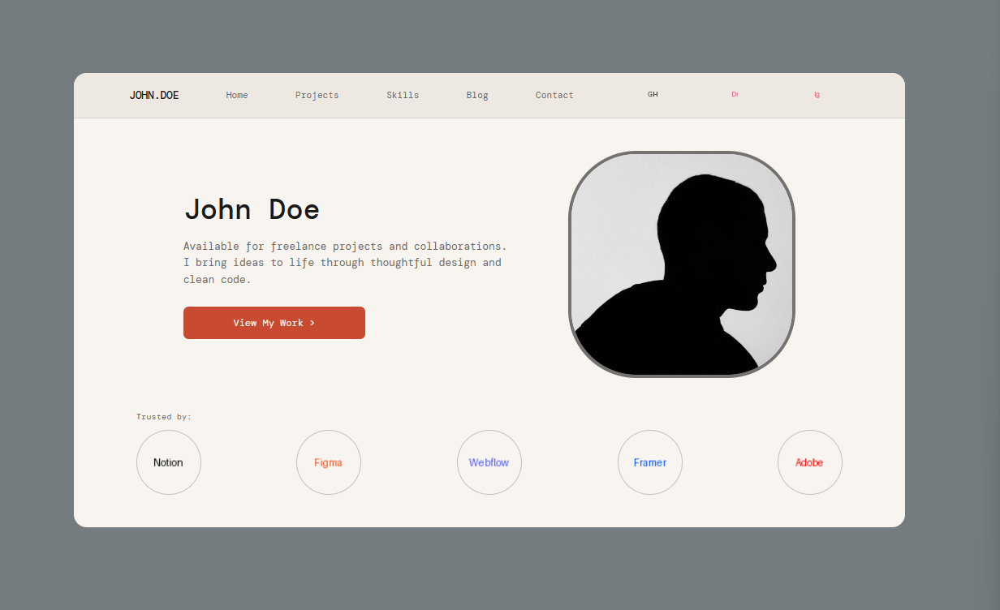 JOHN.DOE Home Projects Skills Blog Contact GH Dr Ig
John Doe
Available for freelance projects and collaborations.
I bring ideas to life through thoughtful design and
clean code.
View My Work >
Trusted by:
Notion Figma Webflow Framer Adobe